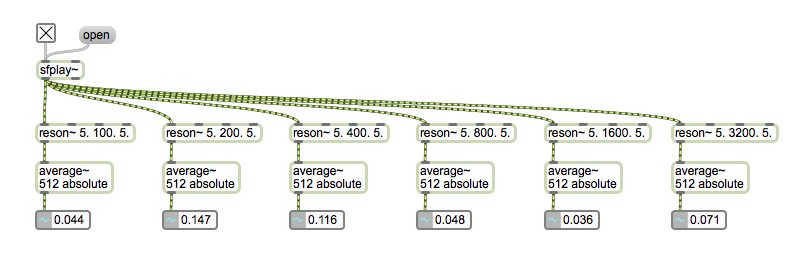 open
sfplay~
reson~ 5. 100. 5.
reson~ 5. 200. 5.
reson~ 5. 400. 5.
reson~ 5. 800. 5.
reson~ 5. 1600. 5.
reson~ 5. 3200. 5.
average~
512 absolute
average~
512 absolute
average~
512 absolute
average~
512 absolute
average~
512 absolute
average~
512 absolute
~ 0.044
~ 0.147
~ 0.116
~ 0.048
~ 0.036
~ 0.071